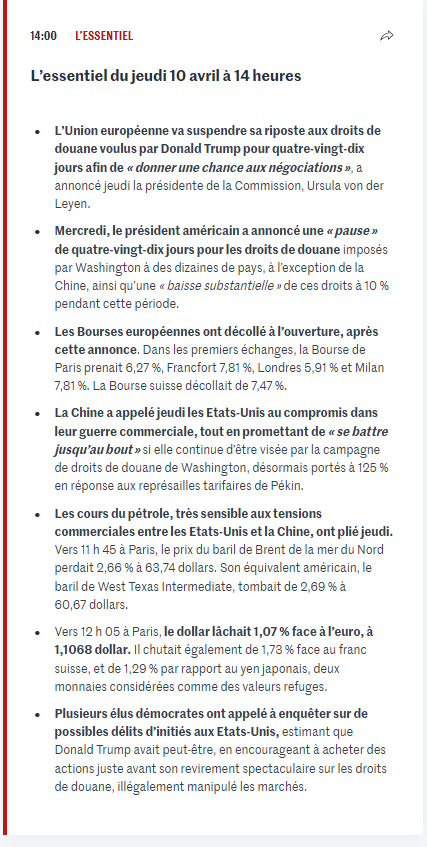 14:00 L'ESSENTIEL
L'essentiel du jeudi 10 avril à 14 heures
• L'Union européenne va suspendre sa riposte aux droits de
douane voulus par Donald Trump pour quatre-vingt-dix
jours afin de « donner une chance aux négociations », a
annoncé jeudi la présidente de la Commission, Ursula von der
Leyen.
• Mercredi, le président américain a annoncé une « pause »
de quatre-vingt-dix jours pour les droits de douane imposés
par Washington à des dizaines de pays, à l'exception de la
Chine, ainsi qu'une « baisse substantielle » de ces droits à 10 %
pendant cette période.
• Les Bourses européennes ont décollé à l'ouverture, après
cette annonce. Dans les premiers échanges, la Bourse de
Paris prenait 6,27 %, Francfort 7,81 %, Londres 5,91 % et Milan
7,81 %. La Bourse suisse décollait de 7,47 %.
• La Chine a appelé jeudi les Etats-Unis au compromis dans
leur guerre commerciale, tout en promettant de « se battre
jusqu'au bout » si elle continue d'être visée par la campagne
de droits de douane de Washington, désormais portés à 125 %
en réponse aux représailles tarifaires de Pékin.
• Les cours du pétrole, très sensible aux tensions
commerciales entre les Etats-Unis et la Chine, ont plié jeudi.
Vers 11 h 45 à Paris, le prix du baril de Brent de la mer du Nord
perdait 2,66 % à 63,74 dollars. Son équivalent américain, le
baril de West Texas Intermediate, tombait de 2,69 % à
60,67 dollars.
• Vers 12 h 05 à Paris, le dollar lâchait 1,07 % face à l'euro, à
1,1068 dollar. Il chutait également de 1,73 % face au franc
suisse, et de 1,29 % par rapport au yen japonais, deux
monnaies considérées comme des valeurs refuges.
• Plusieurs élus démocrates ont appelé à enquêter sur de
possibles délits d'initiés aux Etats-Unis, estimant que
Donald Trump avait peut-être, en encourageant à acheter des
actions juste avant son revirement spectaculaire sur les droits
de douane, illégalement manipulé les marchés.